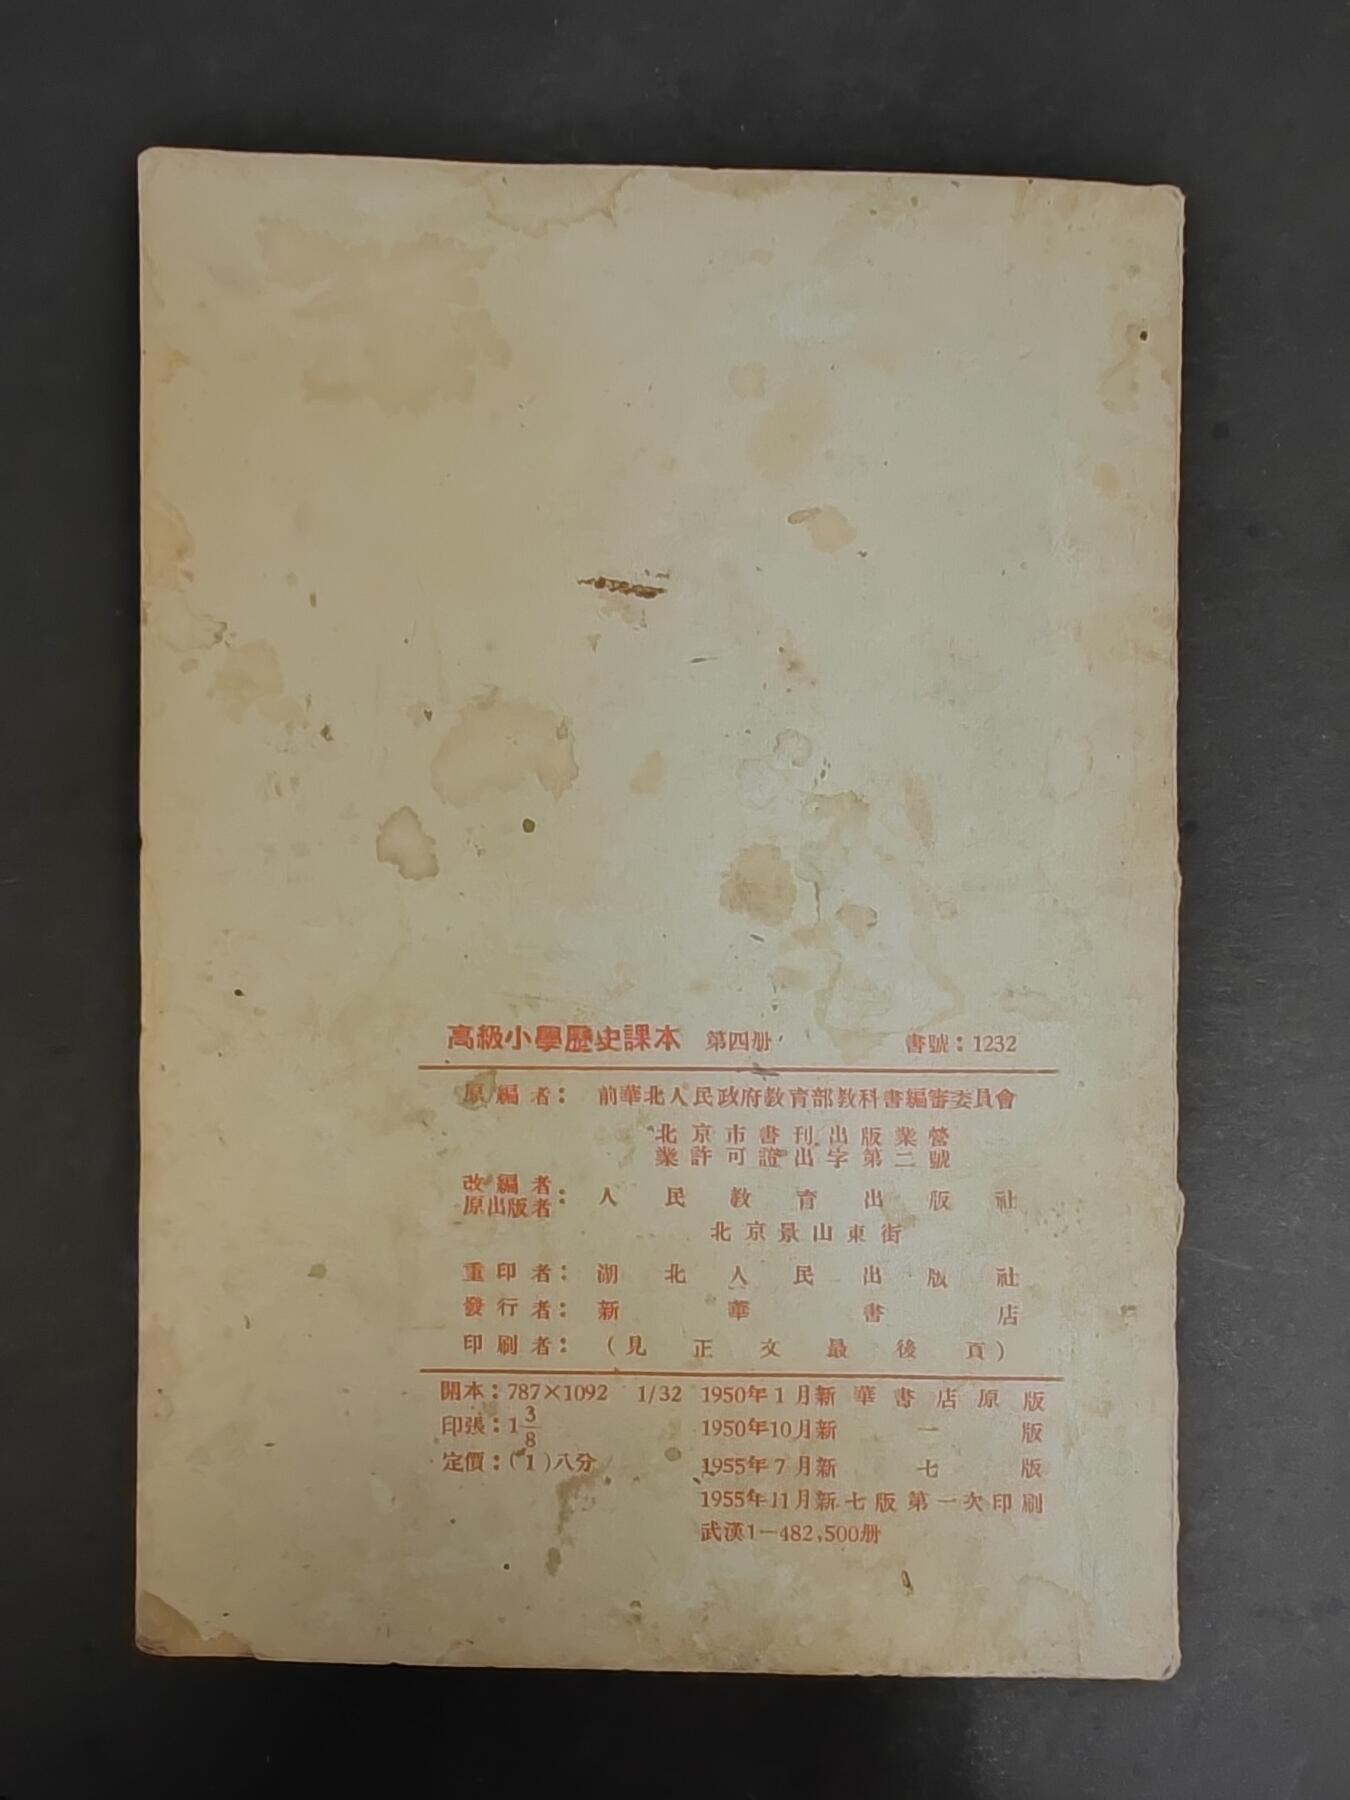 高級小學歷史課本 第四册 書號：1232
原編者：前華北人民政府教育部教科書編審委員會
北京市書刊出版業營
業許可證出字第二號
改編者
原出版者：人民教育出版社
北京景山東街
重印者：湖北人民出版社
發行者：新華書店
印刷者：（見正文最後頁）
開本：787×1092 1/32 1950年1月新華書店原版
印張：1 3/8 1950年10月新一版
定價：(1)八分 1955年7月新七版
1955年11月新七版第一次印刷
武漢1—482,500册